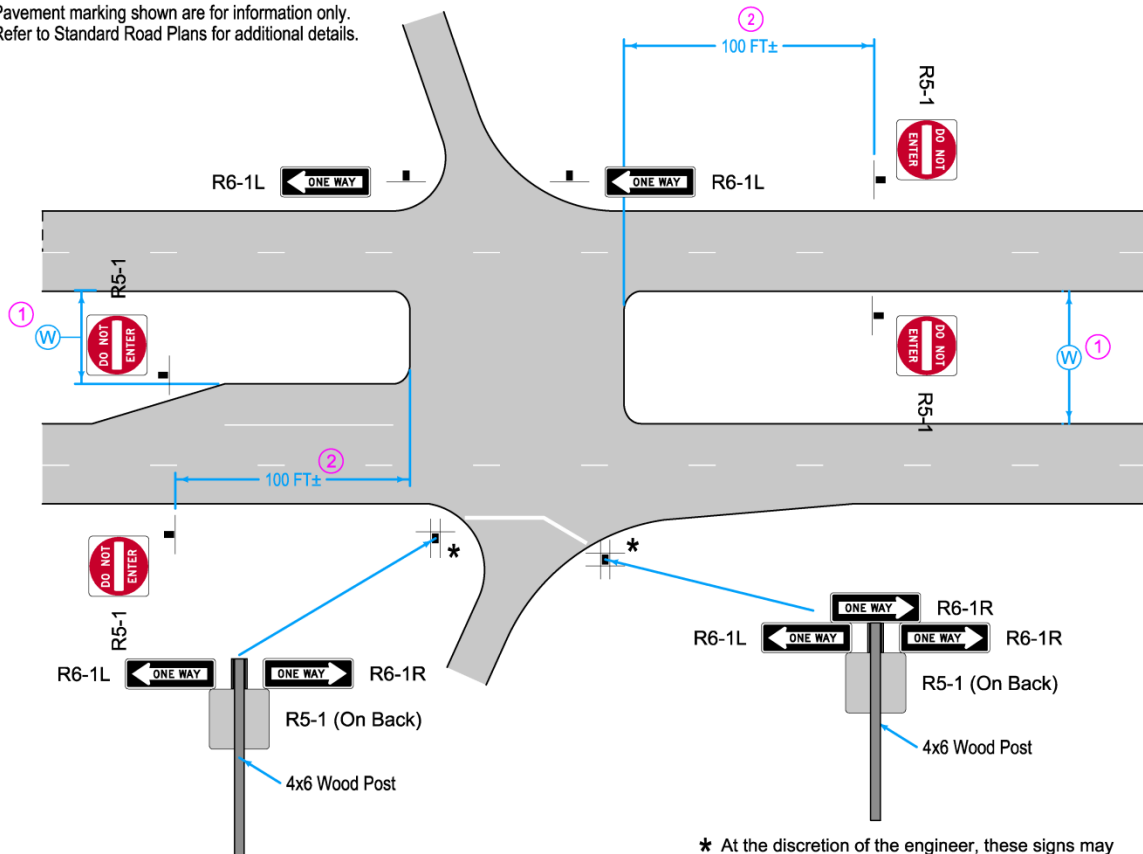 Pavement marking shown are for information only.
Refer to Standard Road Plans for additional details.
2
100 FT±
R5-1
DO NOT
ENTER
R6-1L
ONE WAY
ONE WAY
R6-1L
R5-1
1
W
DO NOT
ENTER
DO NOT
ENTER
W
1
R5-1
2
100 FT±
*
*
DO NOT
ENTER
R5-1
ONE WAY
R6-1R
R6-1L
ONE WAY
ONE WAY
R6-1R
R6-1L
ONE WAY
ONE WAY
R6-1R
R5-1 (On Back)
R5-1 (On Back)
4x6 Wood Post
4x6 Wood Post
* At the discretion of the engineer, these signs may